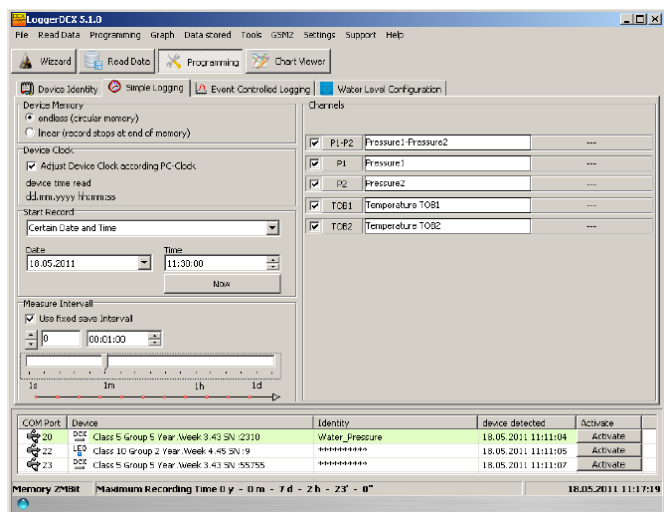 LoggerDCX 5.1.0
File Read Data Programming Graph Data stored Tools GSM2 Settings Support Help
Wizzard Read Data Programming Chart Viewer
Device Identity Simple Logging Event Controlled Logging Water Level Configuration
Device Memory
endless (circular memory)
linear (record stops at end of memory)
Device Clock
Adjust Device Clock according PC-Clock
device time read
dd.mm.yyyy hh:mm:ss
Start Record
Certain Date and Time
Date Time
18.05.2011 11:30:00
Now
Measure Intervall
Use fixed save Interval
0 00:01:00
1s 1m 1h 1d
Channels
P1-P2 Pressure1-Pressure2 ---
P1 Pressure1 ---
P2 Pressure2 ---
TOB1 Temperature TOB1 ---
TOB2 Temperature TOB2 ---
COM Port Device Identity device detected Activate
20 DCX Class 5 Group 5 Year.Week 3.43 SN :2310 Water_Pressure 18.05.2011 11:11:04 Activate
22 LEO Class 10 Group 2 Year.Week 4.45 SN :9 ********** 18.05.2011 11:11:05 Activate
23 DCX Class 5 Group 5 Year.Week 3.43 SN :55755 ********** 18.05.2011 11:11:07 Activate
Memory 2MBit Maximum Recording Time 0 y - 0 m - 7 d - 2 h - 23' - 0" 18.05.2011 11:17:19